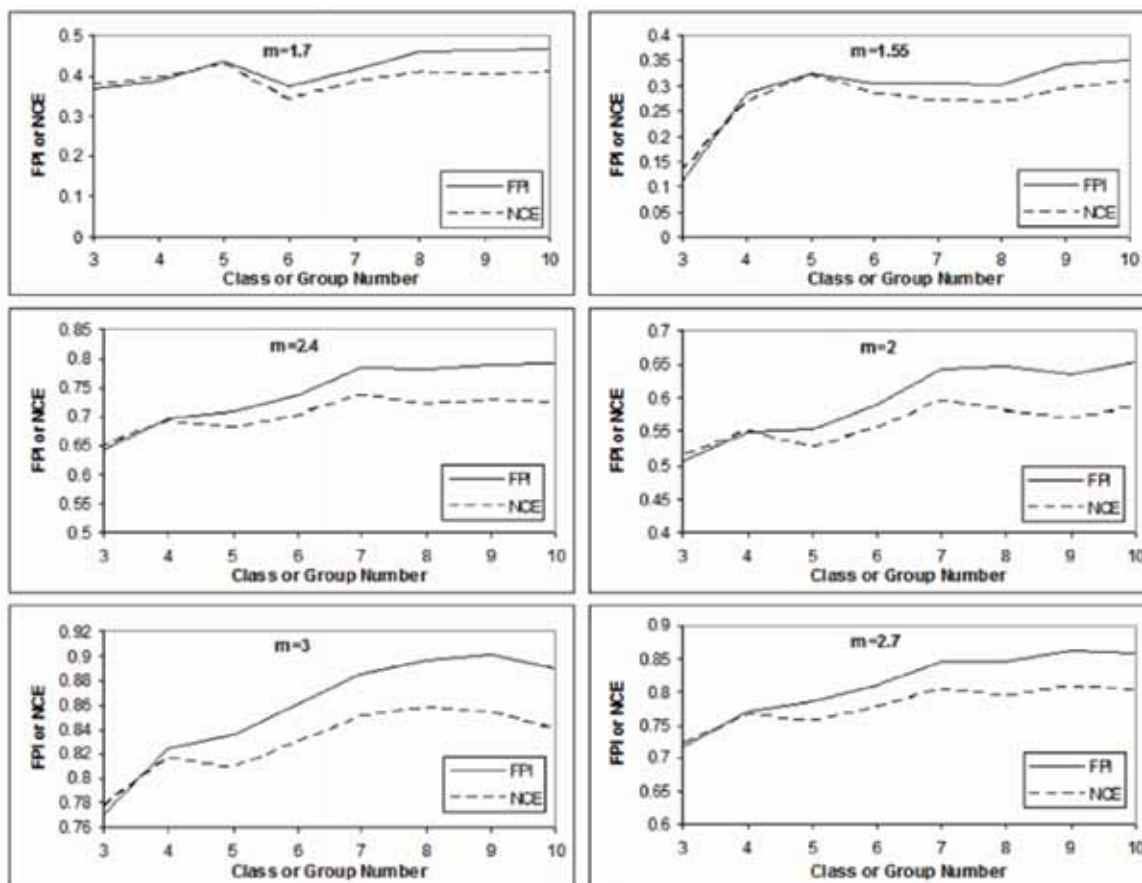 m=1.7
FPI or NCE
0.5
0.4
0.3
0.2
0.1
0
3 4 5 6 7 8 9 10
Class or Group Number
FPI
NCE
m=1.55
FPI or NCE
0.4
0.35
0.3
0.25
0.2
0.15
0.1
0.05
0
3 4 5 6 7 8 9 10
Class or Group Number
FPI
NCE
m=2.4
FPI or NCE
0.85
0.8
0.75
0.7
0.65
0.6
0.55
0.5
3 4 5 6 7 8 9 10
Class or Group Number
FPI
NCE
m=2
FPI or NCE
0.7
0.65
0.6
0.55
0.5
0.45
0.4
3 4 5 6 7 8 9 10
Class or Group Number
FPI
NCE
m=3
FPI or NCE
0.92
0.9
0.88
0.86
0.84
0.82
0.8
0.78
0.76
3 4 5 6 7 8 9 10
Class or Group Number
FPI
NCE
m=2.7
FPI or NCE
0.9
0.85
0.8
0.75
0.7
0.65
0.6
3 4 5 6 7 8 9 10
Class or Group Number
FPI
NCE